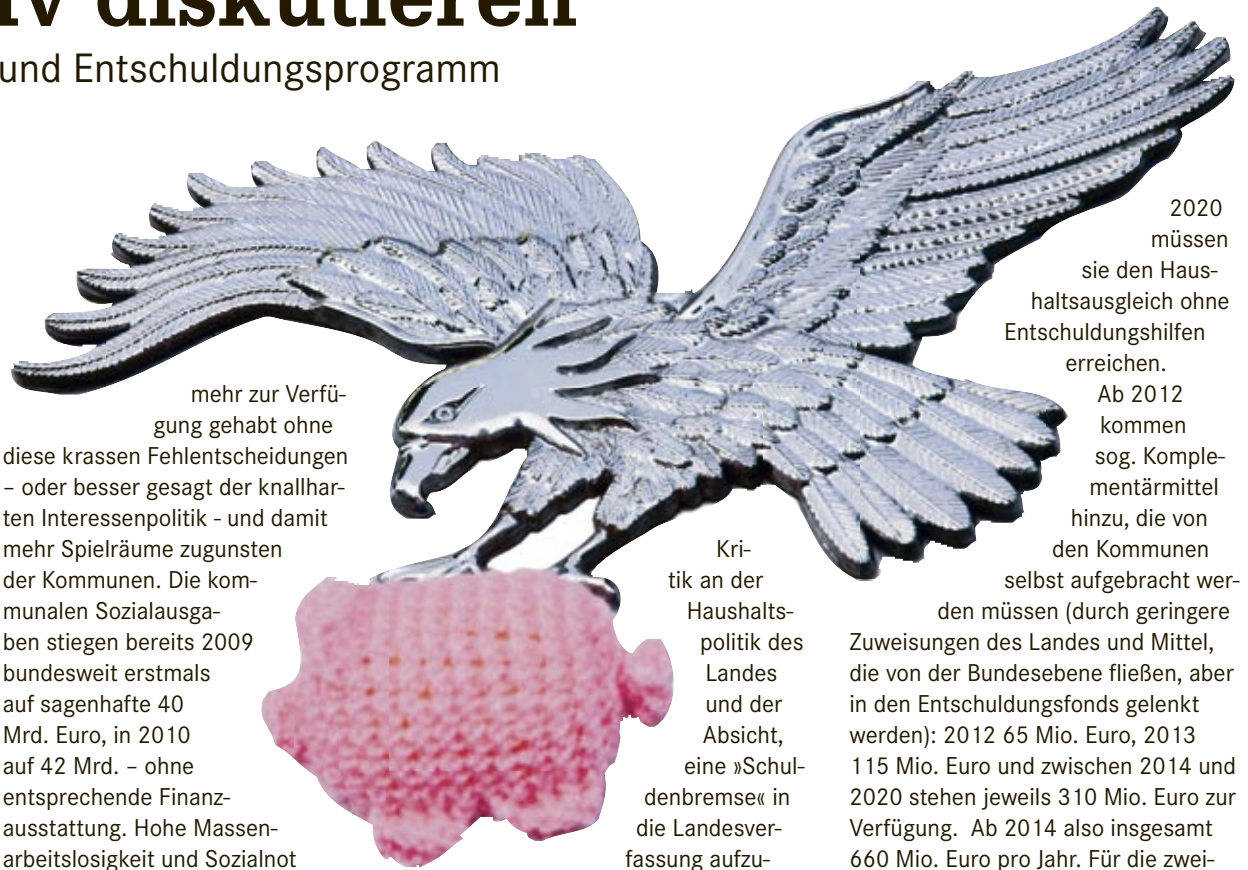 iv diskutieren
und Entschuldungsprogramm
mehr zur Verfü-
gung gehabt ohne
diese krassen Fehlentscheidungen
– oder besser gesagt der knallhar-
ten Interessenpolitik - und damit
mehr Spielräume zugunsten
der Kommunen. Die kom-
munalen Sozialausga-
ben stiegen bereits 2009
bundesweit erstmals
auf sagenhafte 40
Mrd. Euro, in 2010
auf 42 Mrd. – ohne
entsprechende Finanz-
ausstattung. Hohe Massen-
arbeitslosigkeit und Sozialnot
Kri-
tik an der
Haushalts-
politik des
Landes
und der
Absicht,
eine »Schul-
denbremse« in
die Landesver-
fassung aufzu-
2020
müssen
sie den Haus-
haltsausgleich ohne
Entschuldungshilfen
erreichen.
Ab 2012
kommen
sog. Komple-
mentärmittel
hinzu, die von
den Kommunen
selbst aufgebracht wer-
den müssen (durch geringere
Zuweisungen des Landes und Mittel,
die von der Bundesebene fließen, aber
in den Entschuldungsfonds gelenkt
werden): 2012 65 Mio. Euro, 2013
115 Mio. Euro und zwischen 2014 und
2020 stehen jeweils 310 Mio. Euro zur
Verfügung. Ab 2014 also insgesamt
660 Mio. Euro pro Jahr. Für die zwei-